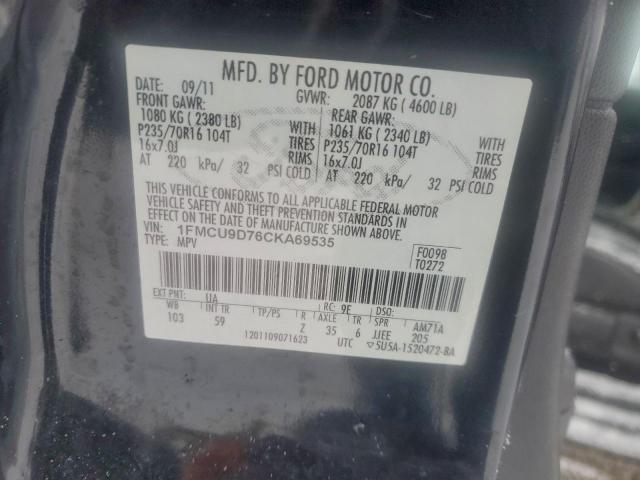 MFD. BY FORD MOTOR CO.
DATE: 09/11 GVWR: 2087 KG ( 4600 LB)
FRONT GAWR: REAR GAWR:
1080 KG ( 2380 LB) WITH 1061 KG ( 2340 LB) WITH
P235/70R16 104T TIRES P235/70R16 104T TIRES
16x7.0J RIMS 16x7.0J RIMS
AT 220 kPa/ 32 PSI COLD AT 220 kPa/ 32 PSI COLD
THIS VEHICLE CONFORMS TO ALL APPLICABLE FEDERAL MOTOR
VEHICLE SAFETY AND THEFT PREVENTION STANDARDS IN
EFFECT ON THE DATE OF MANUFACTURE SHOWN ABOVE.
VIN: 1FMCU9D76CKA69535 F0098
TYPE: MPV T0272
EXT PNT: UA RC: 9E DSO:
WB INT TR TP/PS R AXLE TR SPR AM71A
103 59 Z 35 6 JJEE 205
1201109071623 UTC ▽5U5A-1520472-BA
Ford